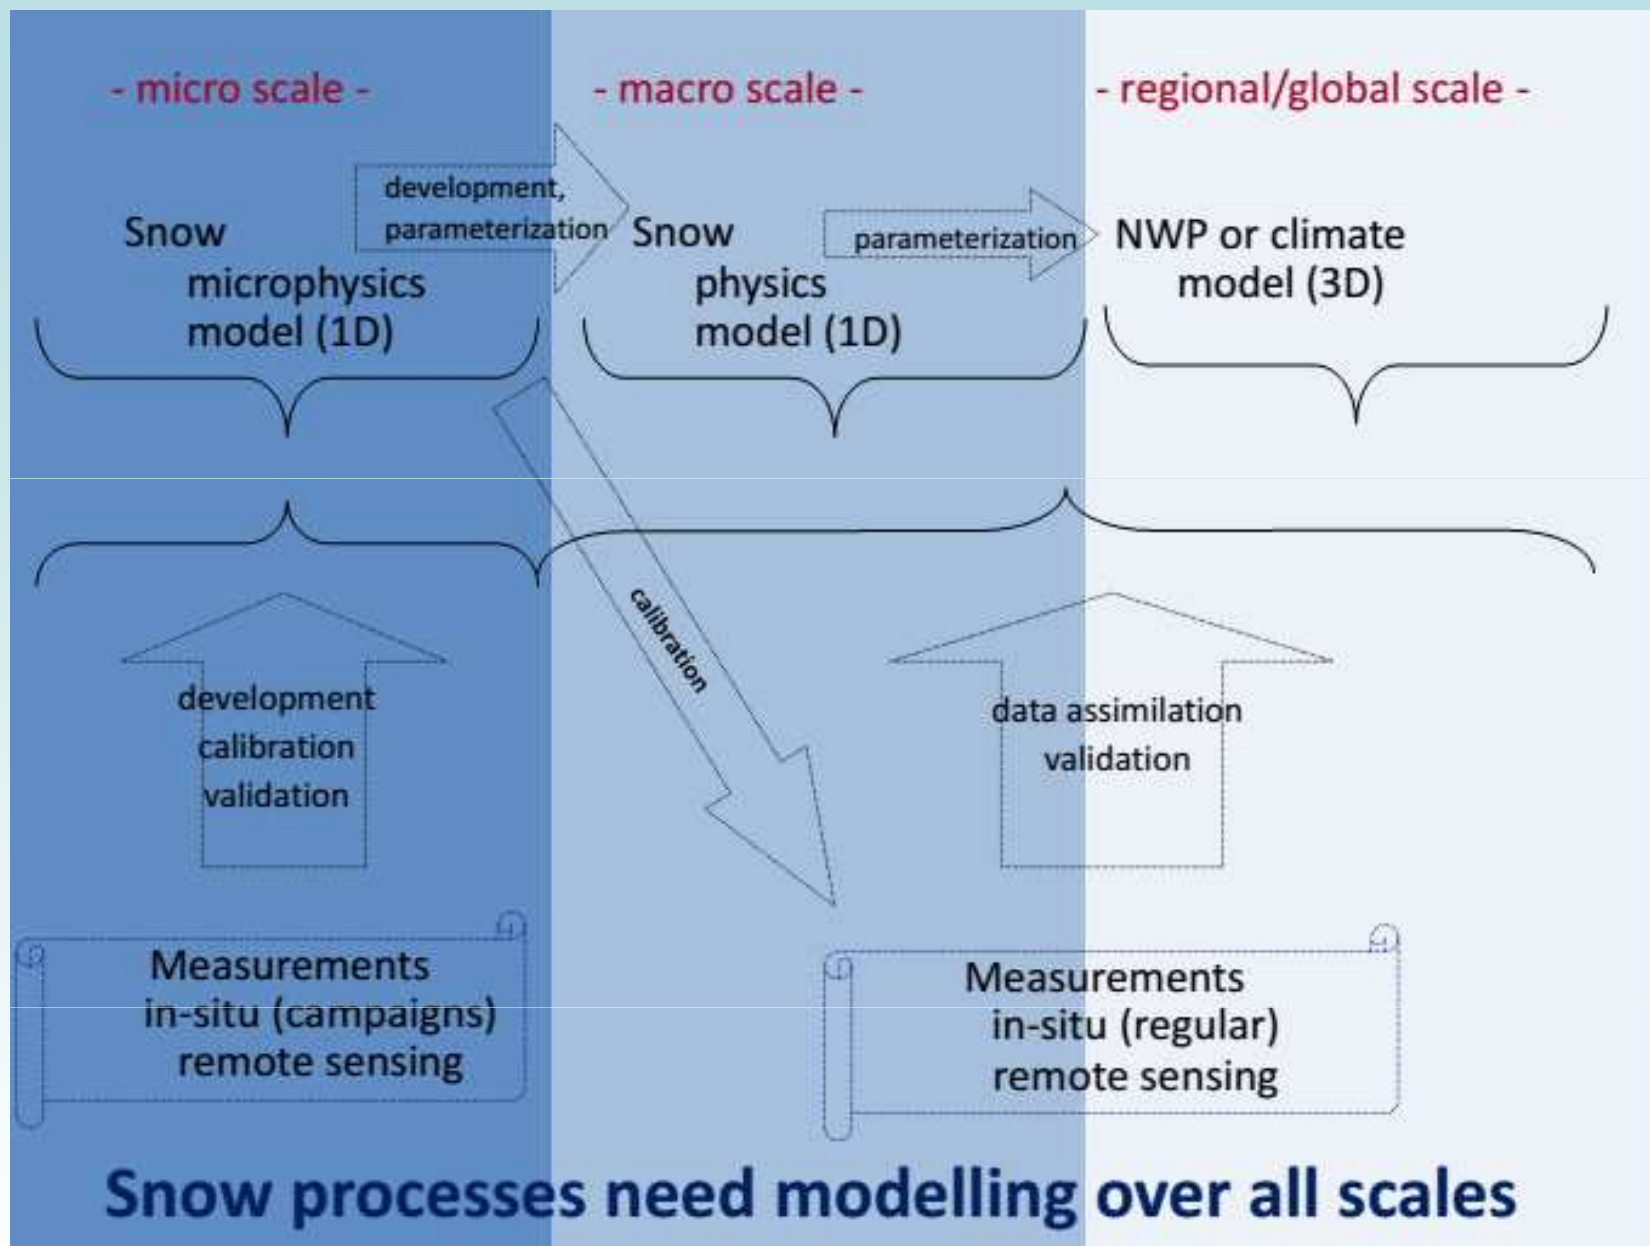 - micro scale -
- macro scale -
- regional/global scale -
development,
parameterization
Snow
microphysics
model (1D)
Snow
physics
model (1D)
parameterization
NWP or climate
model (3D)
calibration
development
calibration
validation
data assimilation
validation
Measurements
in-situ (campaigns)
remote sensing
Measurements
in-situ (regular)
remote sensing
Snow processes need modelling over all scales